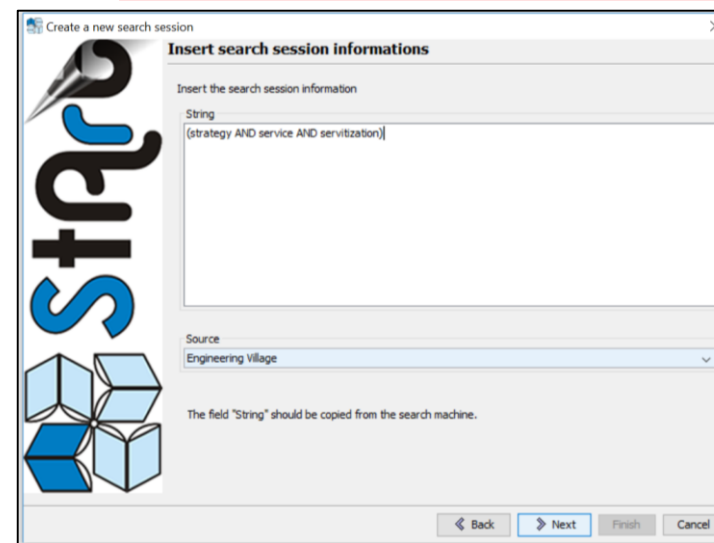 Create a new search session
Insert search session informations
Insert the search session information
String
(strategy AND service AND servitization)
Source
Engineering Village
The field "String" should be copied from the search machine.
Back Next Finish Cancel
StArt